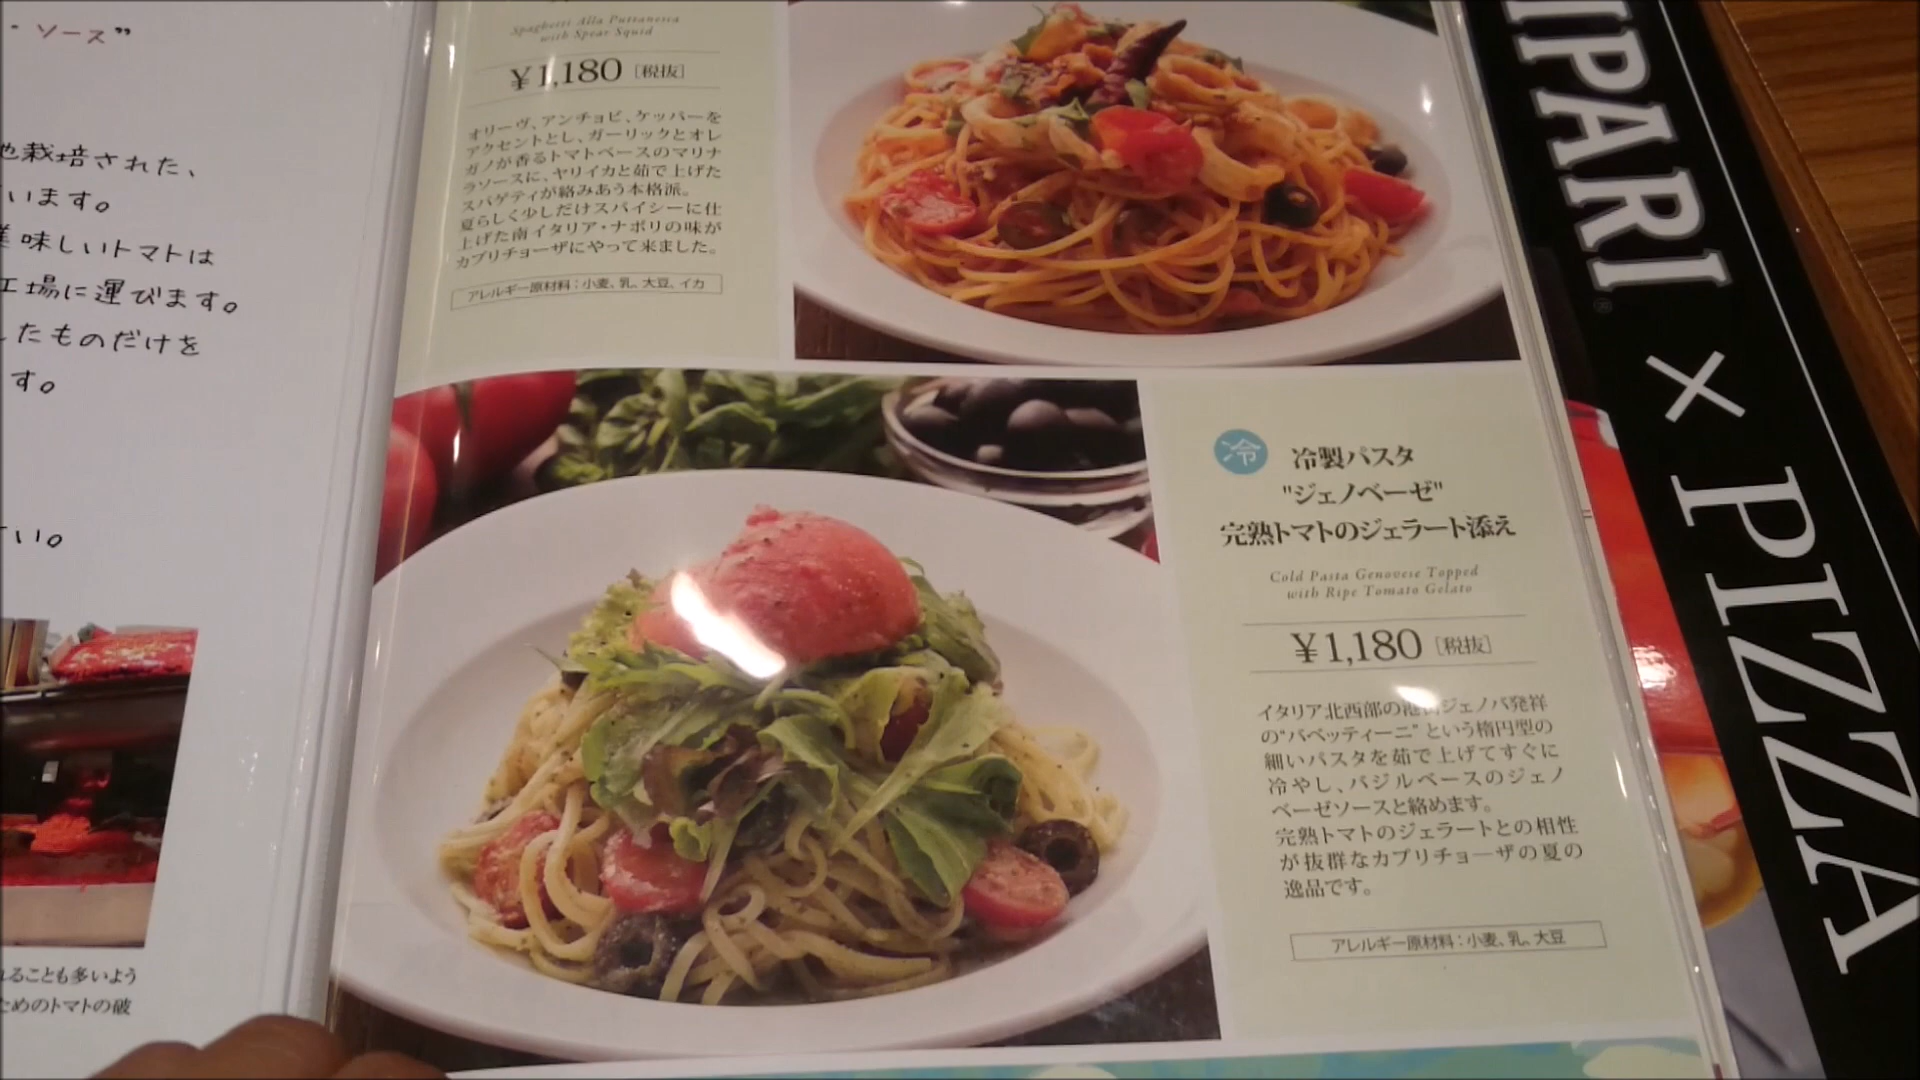 ソース”
栽培された、
います。
味しいトマトは
工場に運びます。
したものだけを
す。
い。
れることも多いよう
ためのトマトの破
Spaghetti Alla Puttanesca
with Spear Squid
¥1,180 [税抜]
オリーヴ、アンチョビ、ケッパーを
アクセントとし、ガーリックとオレ
ガノが香るトマトベースのマリナ
ラソースに、ヤリイカと茹で上げた
スパゲティが絡みあう本格派。
夏らしく少しだけスパイシーに仕
上げた南イタリア・ナポリの味が
カプリチョーザにやって来ました。
アレルギー原材料：小麦、乳、大豆、イカ
冷 冷製パスタ
"ジェノベーゼ"
完熟トマトのジェラート添え
Cold Pasta Genovese Topped
with Ripe Tomato Gelato
¥1,180 [税抜]
イタリア北西部の ジェノバ発祥
の“バベッティーニ”という楕円型の
細いパスタを茹で上げてすぐに
冷やし、バジルベースのジェノ
ベーゼソースと絡めます。
完熟トマトのジェラートとの相性
が抜群なカプリチョーザの夏の
逸品です。
アレルギー原材料：小麦、乳、大豆
IPARI® × PIZZA